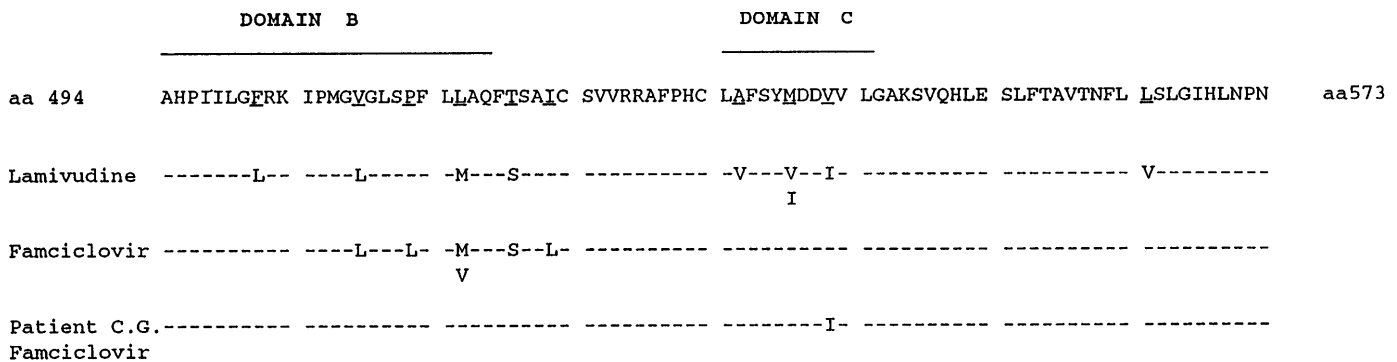 DOMAIN B DOMAIN C
aa 494 AHPIILGFRK IPMGVGLSPF LLAQFTSAIC SVVRRAFPHC LAFSYMDDVV LGAKSVQHLE SLFTAVTNFL LSLGIHLNPN aa573
Lamivudine -------L-- ----L----- -M---S---- ---------- -V---V--I- ---------- ---------- V---------
I
Famciclovir ---------- ----L---L- -M---S--L- ---------- ---------- ---------- ---------- ----------
V
Patient C.G.---------- ---------- ---------- ---------- --------I- ---------- ---------- ----------
Famciclovir